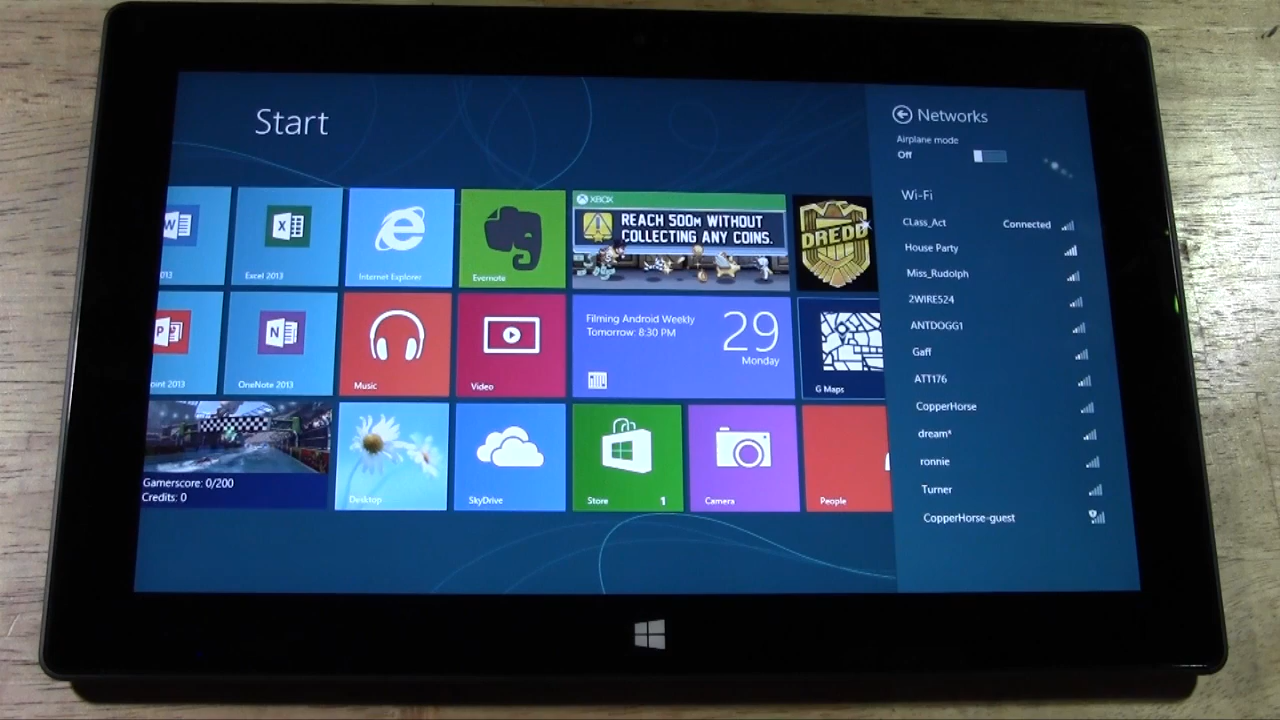 Start
Networks
Airplane mode
Off
Wi-Fi
CLass_Act Connected
House Party
Miss_Rudolph
2WIRE524
ANTDOGG1
Gaff
ATT176
CopperHorse
dream*
ronnie
Turner
CopperHorse-guest
W
2013
X
Excel 2013
Internet Explorer
Evernote
XBOX
REACH 500M WITHOUT
COLLECTING ANY COINS.
DREDD
P
oint 2013
N
OneNote 2013
Music
Video
Filming Android Weekly
Tomorrow: 8:30 PM
29
Monday
G Maps
Gamerscore: 0/200
Credits: 0
Desktop
SkyDrive
Store 1
Camera
People